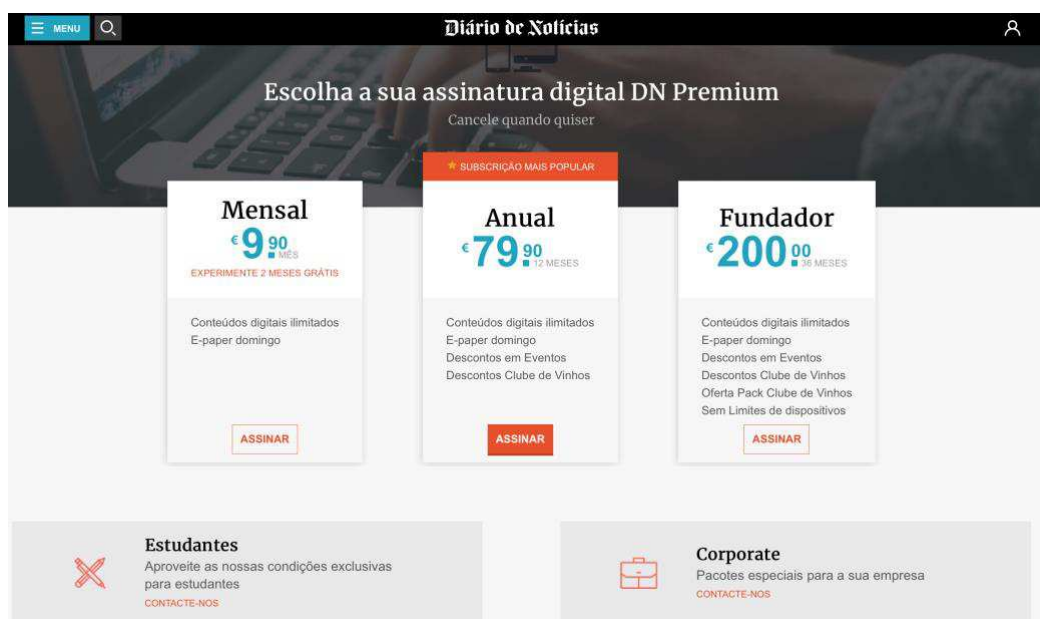 MENU
Diário de Notícias
Escolha a sua assinatura digital DN Premium
Cancele quando quiser
SUBSCRIÇÃO MAIS POPULAR
Mensal
€9.90
MÊS
EXPERIMENTE 2 MESES GRÁTIS
Conteúdos digitais ilimitados
E-paper domingo
ASSINAR
Anual
€79.90
12 MESES
Conteúdos digitais ilimitados
E-paper domingo
Descontos em Eventos
Descontos Clube de Vinhos
ASSINAR
Fundador
€200.00
36 MESES
Conteúdos digitais ilimitados
E-paper domingo
Descontos em Eventos
Descontos Clube de Vinhos
Oferta Pack Clube de Vinhos
Sem Limites de dispositivos
ASSINAR
Estudantes
Aproveite as nossas condições exclusivas
para estudantes
CONTACTE-NOS
Corporate
Pacotes especiais para a sua empresa
CONTACTE-NOS